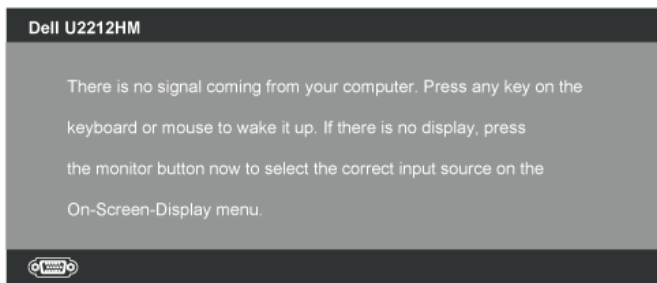 Dell U2212HM
There is no signal coming from your computer. Press any key on the
keyboard or mouse to wake it up. If there is no display, press
the monitor button now to select the correct input source on the
On-Screen-Display menu.